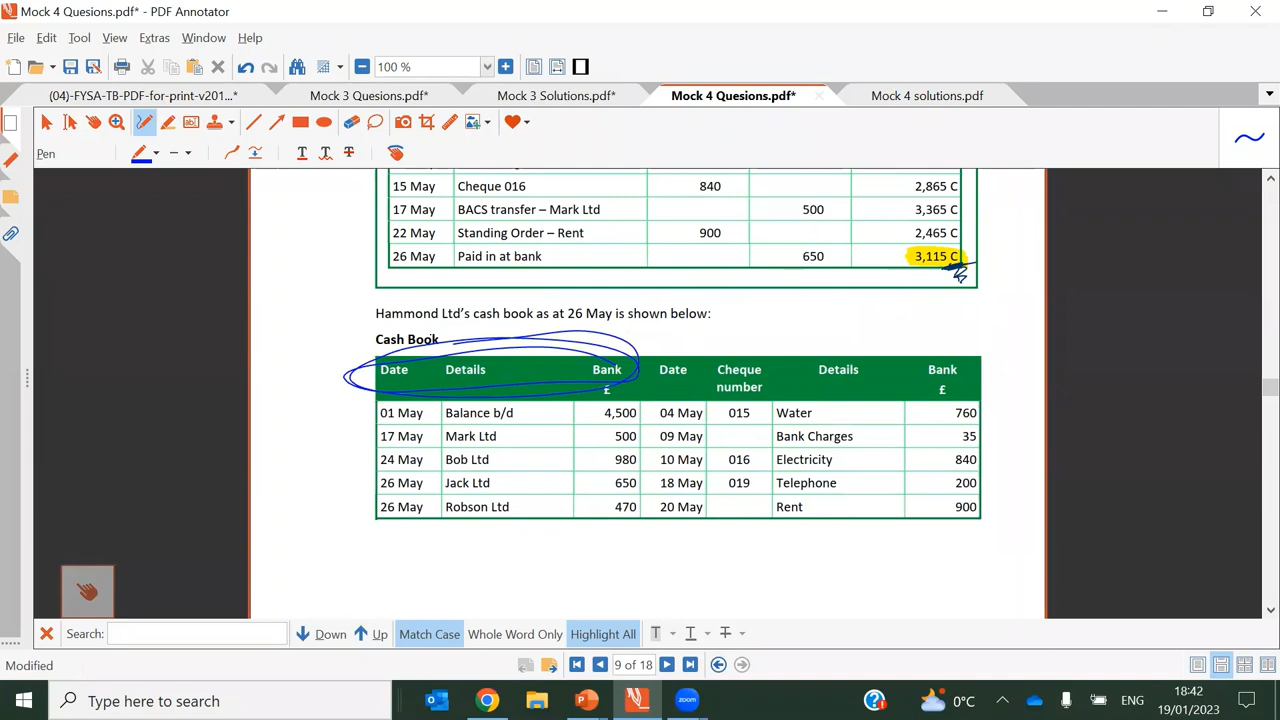 Mock 4 Quesions.pdf* - PDF Annotator
File Edit Tool View Extras Window Help
100 %
(04)-FYSA-TB-PDF-for-print-v201...* Mock 3 Quesions.pdf* Mock 3 Solutions.pdf* Mock 4 Quesions.pdf* Mock 4 solutions.pdf
Pen
15 May Cheque 016 840 2,865 C
17 May BACS transfer – Mark Ltd 500 3,365 C
22 May Standing Order – Rent 900 2,465 C
26 May Paid in at bank 650 3,115 C
Hammond Ltd's cash book as at 26 May is shown below:
Cash Book
Date Details Bank Date Cheque Details Bank
£ number £
01 May Balance b/d 4,500 04 May 015 Water 760
17 May Mark Ltd 500 09 May Bank Charges 35
24 May Bob Ltd 980 10 May 016 Electricity 840
26 May Jack Ltd 650 18 May 019 Telephone 200
26 May Robson Ltd 470 20 May Rent 900
Search: Down Up Match Case Whole Word Only Highlight All
Modified 9 of 18
Type here to search 0°C ENG 18:42
19/01/2023